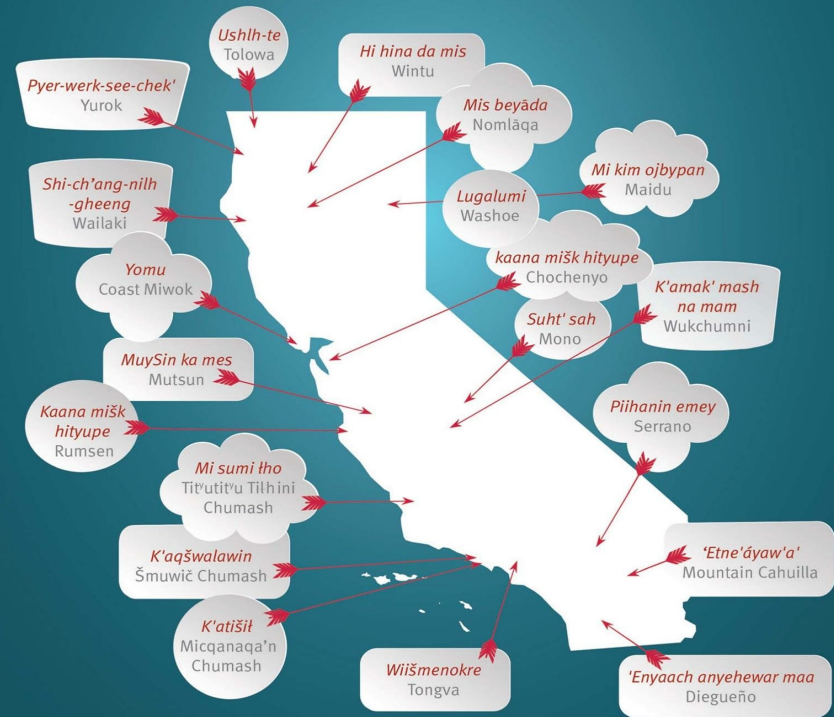 Ushlh-te
Tolowa
Hi hina da mis
Wintu
Pyer-werk-see-chek'
Yurok
Mis beyāda
Nomlāqa
Mi kim ojbypan
Maidu
Shi-ch'ang-nilh
-gheeng
Wailaki
Lugalumi
Washoe
kaana mišk hityupe
Chochenyo
Yomu
Coast Miwok
K'amak' mash
na mam
Wukchumni
Suht' sah
Mono
MuySin ka mes
Mutsun
Kaana mišk
hityupe
Rumsen
Piihanin emey
Serrano
Mi sumi ŧho
Titʸutitʸu Tiłhini
Chumash
K'aqšwalawin
Šmuwič Chumash
'Etne'áyaw'a'
Mountain Cahuilla
K'atišił
Micqanaqa'n
Chumash
Wiišmenokre
Tongva
'Enyaach anyehewar maa
Diegueño